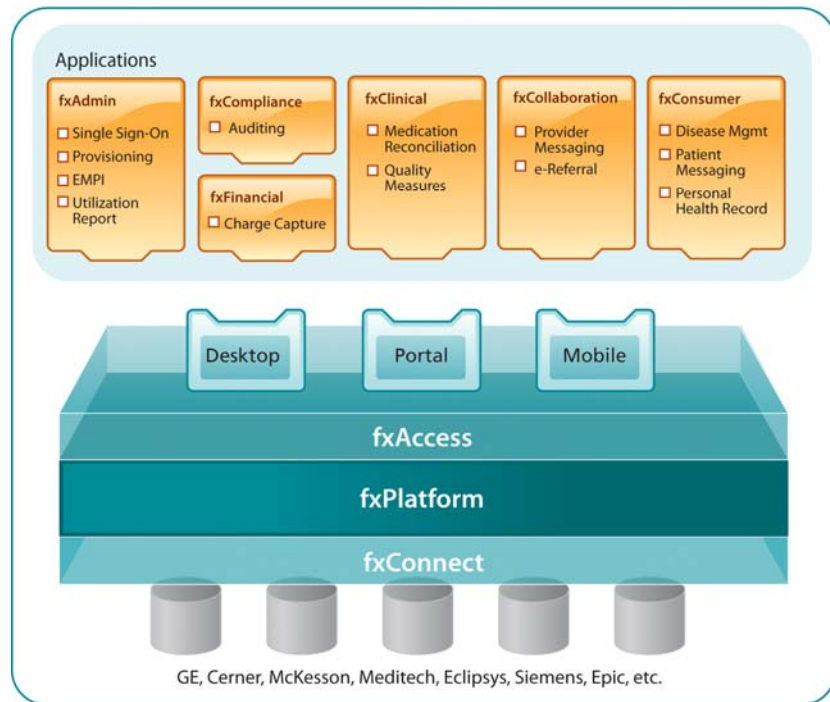 Applications
fxAdmin
Single Sign-On
Provisioning
EMPI
Utilization
Report
fxCompliance
Auditing
fxFinancial
Charge Capture
fxClinical
Medication
Reconciliation
Quality
Measures
fxCollaboration
Provider
Messaging
e-Referral
fxConsumer
Disease Mgmt
Patient
Messaging
Personal
Health Record
Desktop
Portal
Mobile
fxAccess
fxPlatform
fxConnect
GE, Cerner, McKesson, Meditech, Eclipsys, Siemens, Epic, etc.